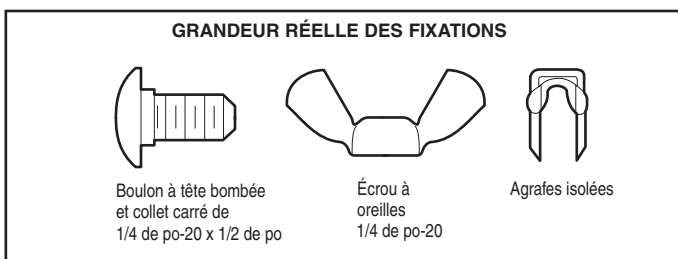 GRANDEUR RÉELLE DES FIXATIONS
Boulon à tête bombée
et collet carré de
1/4 de po-20 x 1/2 de po
Écrou à
oreilles
1/4 de po-20
Agrafes isolées